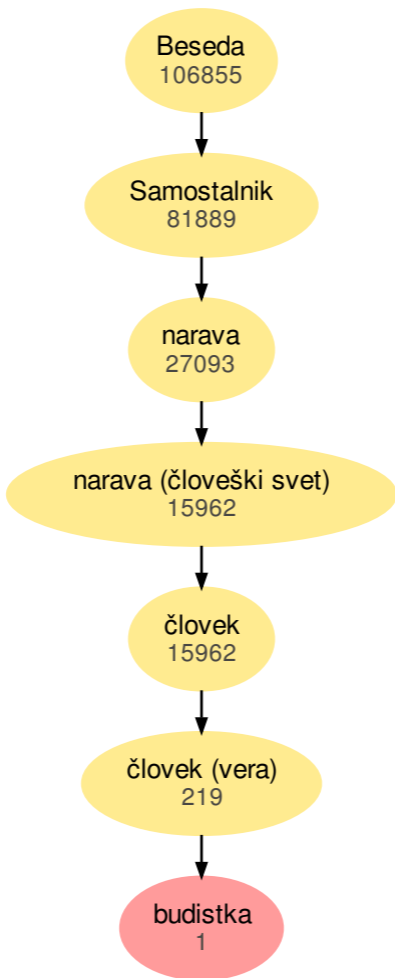 Beseda
106855
Samostalnik
81889
narava
27093
narava (človeški svet)
15962
človek
15962
človek (vera)
219
budistka
1